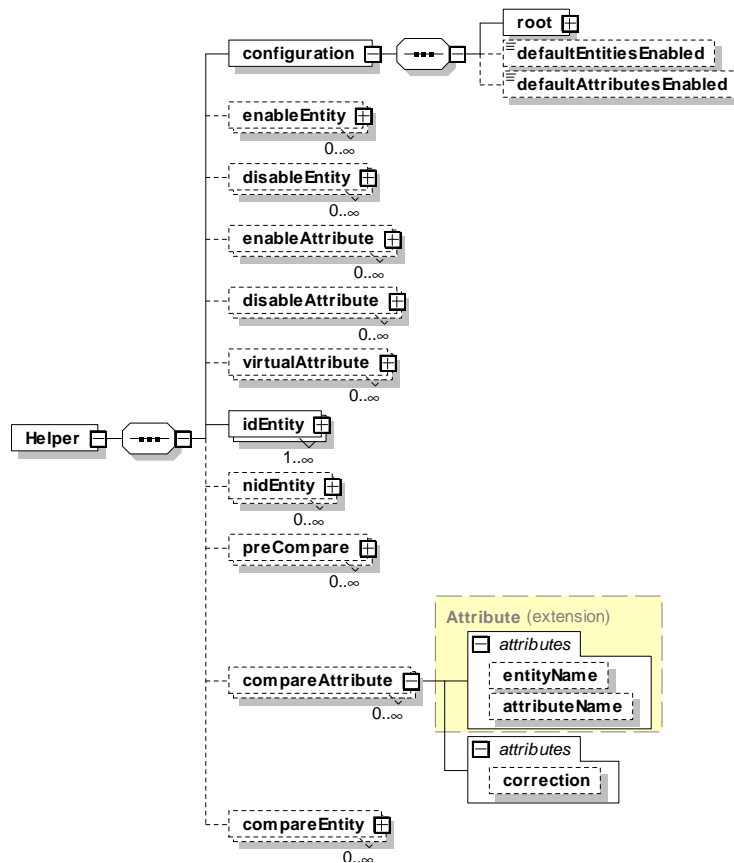 root
configuration
defaultEntitiesEnabled
defaultAttributesEnabled
enableEntity
0..∞
disableEntity
0..∞
enableAttribute
0..∞
disableAttribute
0..∞
virtualAttribute
0..∞
Helper
idEntity
1..∞
nidEntity
0..∞
preCompare
0..∞
Attribute (extension)
attributes
compareAttribute
0..∞
entityName
attributeName
attributes
correction
compareEntity
0..∞